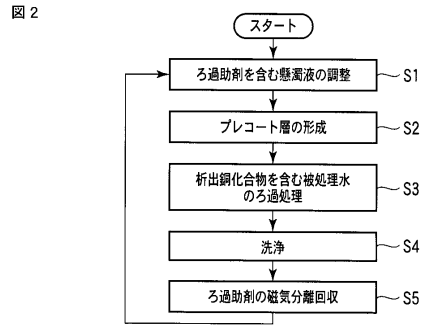 図2
スタート
ろ過助剤を含む懸濁液の調整
S1
プレコート層の形成
S2
析出銅化合物を含む被処理水
のろ過処理
S3
洗浄
S4
ろ過助剤の磁気分離回収
S5